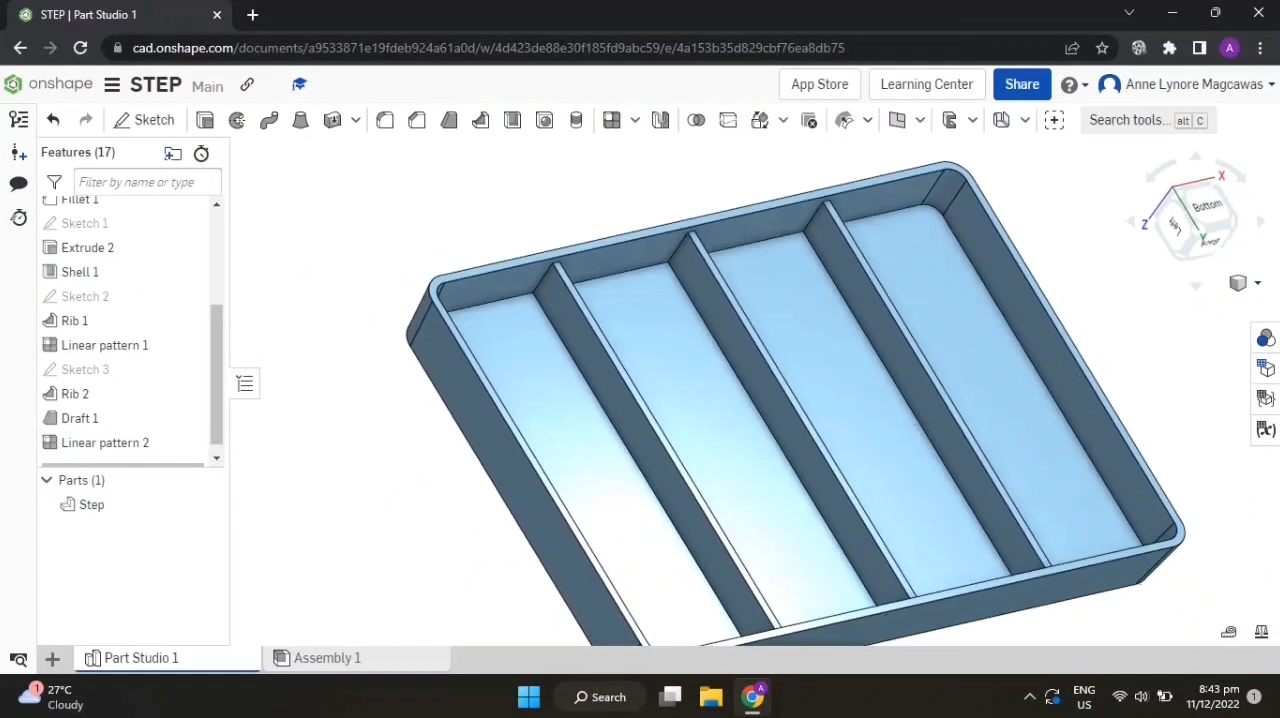 STEP | Part Studio 1
cad.onshape.com/documents/a9533871e19fdeb924a61a0d/w/4d423de88e30f185fd9abc59/e/4a153b35d829cbf76ea8db75
A
onshape
STEP
Main
App Store
Learning Center
Share
Anne Lynore Magcawas
Sketch
Search tools...
alt
C
Features (17)
Filter by name or type
Fillet 1
Sketch 1
Extrude 2
Shell 1
Sketch 2
Rib 1
Linear pattern 1
Sketch 3
Rib 2
Draft 1
Linear pattern 2
Parts (1)
Step
X
Z
Y
Bottom
Left
(x)
Part Studio 1
Assembly 1
1
27°C
Cloudy
Search
A
ENG
US
8:43 pm
11/12/2022
1